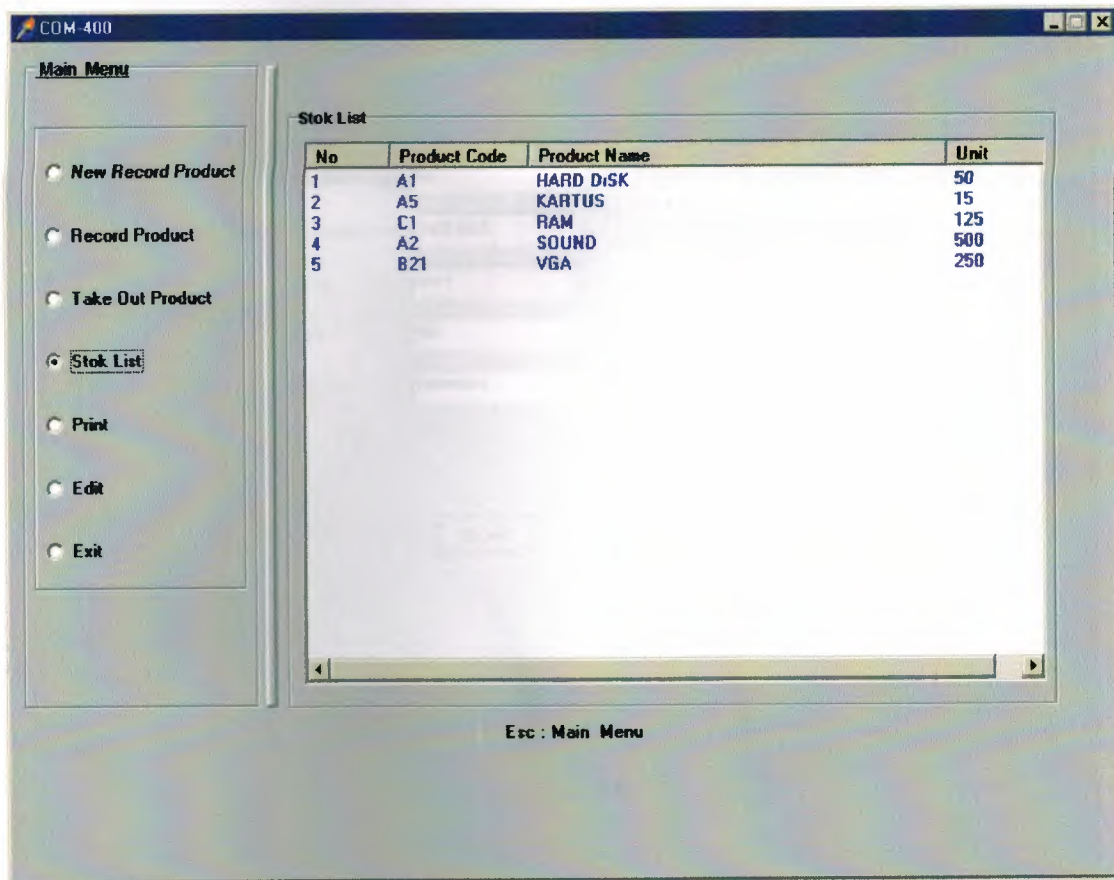 COM-400
Main Menu
New Record Product
Record Product
Take Out Product
Stok List
Print
Edit
Exit
Stok List
No Product Code Product Name Unit
1 A1 HARD DiSK 50
2 A5 KARTUS 15
3 C1 RAM 125
4 A2 SOUND 500
5 B21 VGA 250
Esc : Main Menu